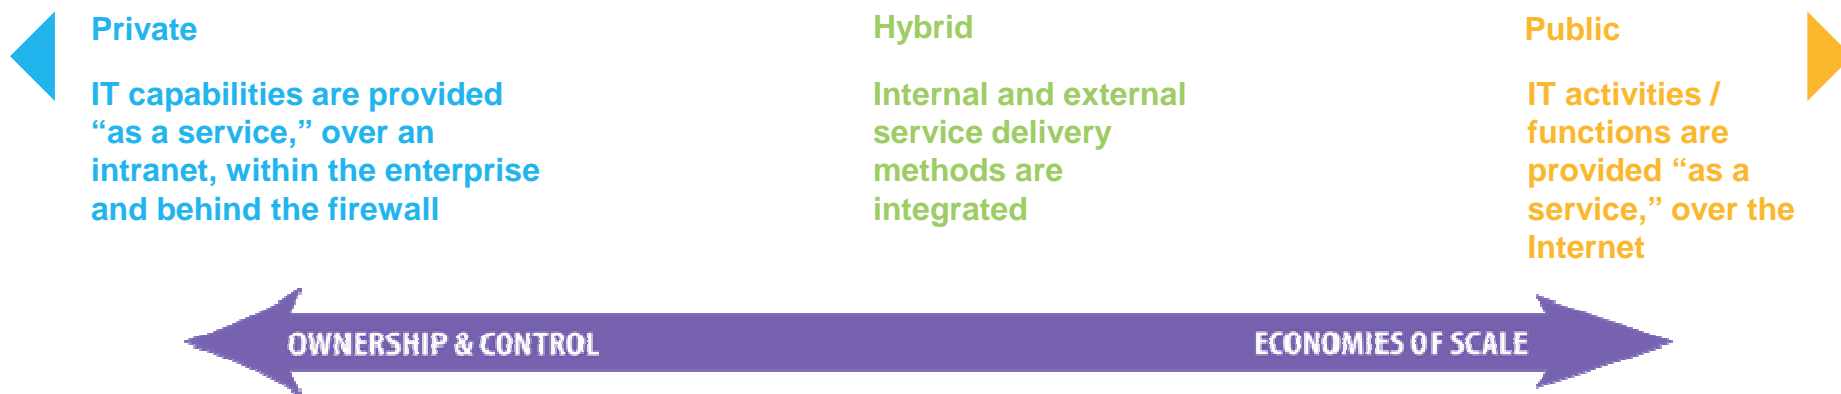 Private
IT capabilities are provided
“as a service,” over an
intranet, within the enterprise
and behind the firewall
Hybrid
Internal and external
service delivery
methods are
integrated
Public
IT activities /
functions are
provided “as a
service,” over the
Internet
OWNERSHIP & CONTROL
ECONOMIES OF SCALE